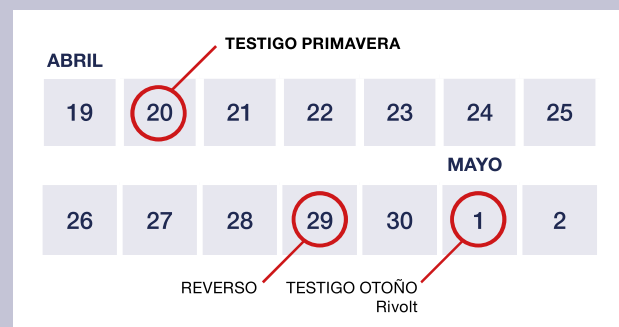 TESTIGO PRIMAVERA
ABRIL
19 20 21 22 23 24 25
MAYO
26 27 28 29 30 1 2
REVERSO TESTIGO OTOÑO
Rivolt